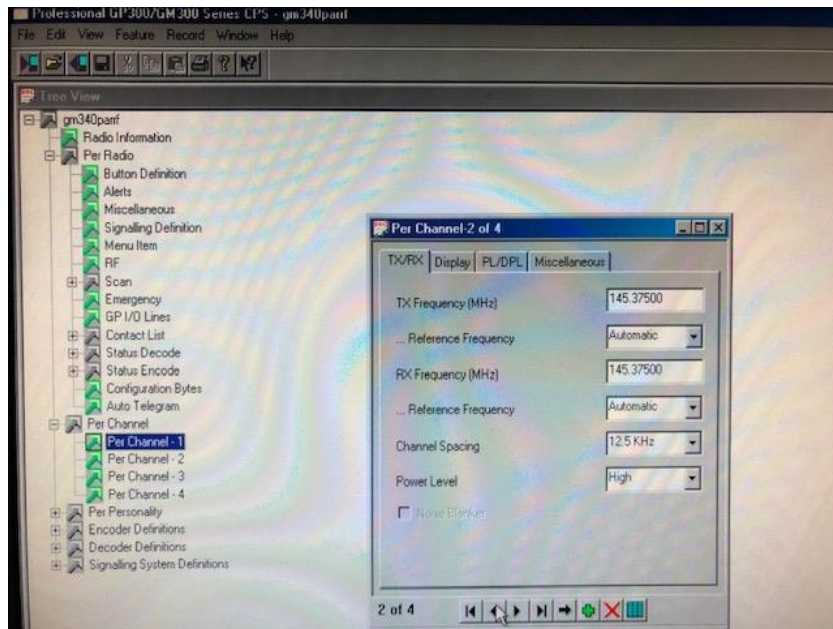 Professional GP300/GM300 Series CPS - gm340panf
File Edit View Feature Record Window Help
Tree View
gm340panf
Radio Information
Per Radio
Button Definition
Alerts
Miscellaneous
Signalling Definition
Menu Item
RF
Scan
Emergency
GP I/O Lines
Contact List
Status Decode
Status Encode
Configuration Bytes
Auto Telegram
Per Channel
Per Channel - 1
Per Channel - 2
Per Channel - 3
Per Channel - 4
Per Personality
Encoder Definitions
Decoder Definitions
Signalling System Definitions
Per Channel-2 of 4
TX/RX Display PL/DPL Miscellaneous
TX Frequency (MHz) 145.37500
... Reference Frequency Automatic
RX Frequency (MHz) 145.37500
... Reference Frequency Automatic
Channel Spacing 12.5 KHz
Power Level High
Noise Blanker
2 of 4